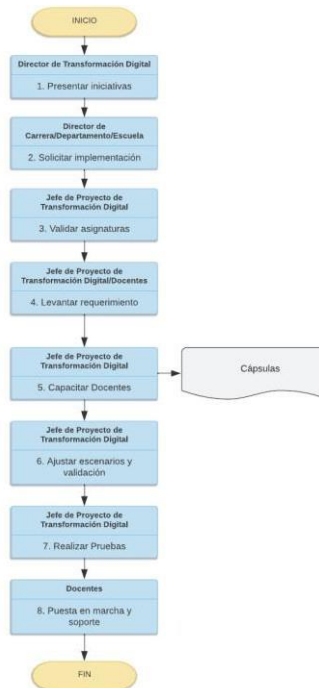 INICIO
Director de Transformación Digital
1. Presentar iniciativas
Director de
Carrera/Departamento/Escuela
2. Solicitar implementación
Jefe de Proyecto de
Transformación Digital
3. Validar asignaturas
Jefe de Proyecto de
Transformación Digital/Docentes
4. Levantar requerimiento
Jefe de Proyecto de
Transformación Digital
5. Capacitar Docentes
Cápsulas
Jefe de Proyecto de
Transformación Digital
6. Ajustar escenarios y
validación
Jefe de Proyecto de
Transformación Digital
7. Realizar Pruebas
Docentes
8. Puesta en marcha y
soporte
FIN